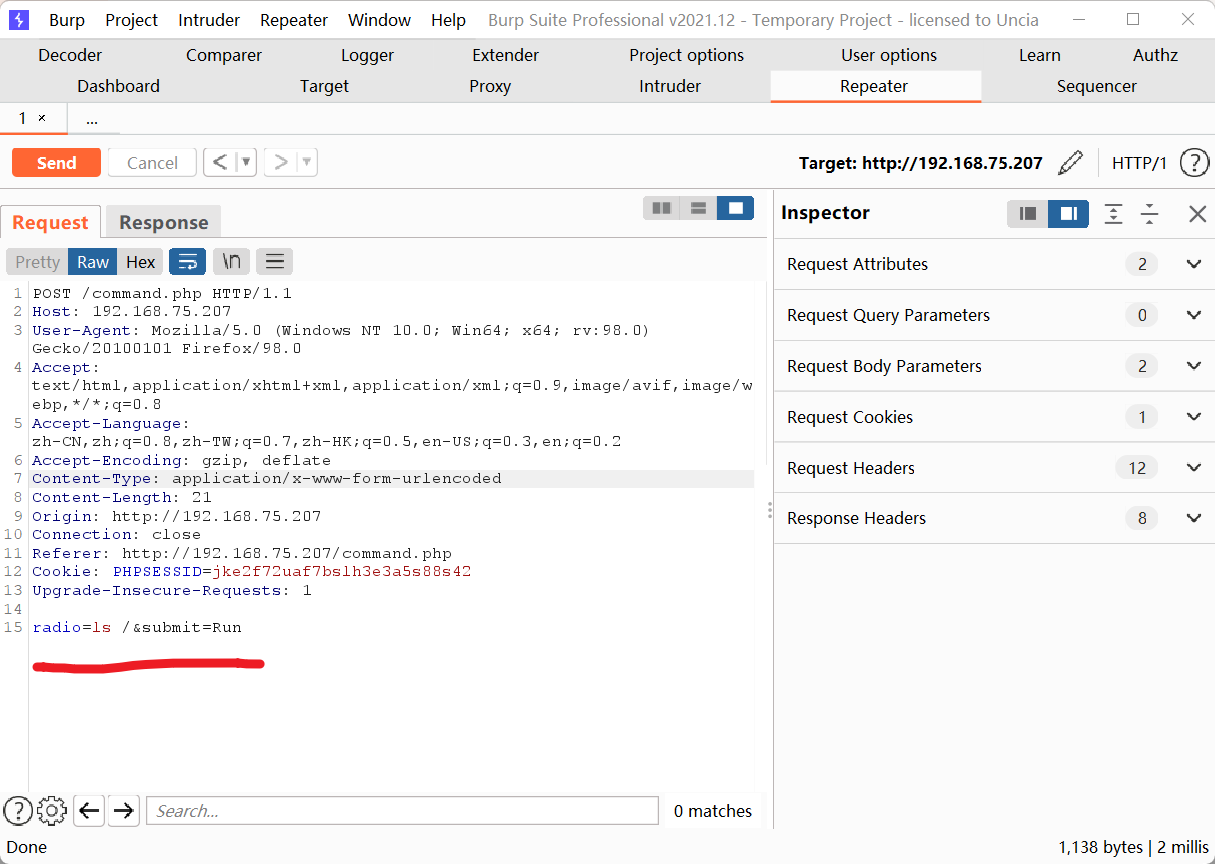 Burp Project Intruder Repeater Window Help Burp Suite Professional v2021.12 - Temporary Project - licensed to Uncia
Decoder Comparer Logger Extender Project options User options Learn Authz
Dashboard Target Proxy Intruder Repeater Sequencer
1 × ...
Send Cancel < > Target: http://192.168.75.207 HTTP/1 ?
Request Response
Pretty Raw Hex \n
1 POST /command.php HTTP/1.1
2 Host: 192.168.75.207
3 User-Agent: Mozilla/5.0 (Windows NT 10.0; Win64; x64; rv:98.0)
Gecko/20100101 Firefox/98.0
4 Accept:
text/html,application/xhtml+xml,application/xml;q=0.9,image/avif,image/w
ebp,*/*;q=0.8
5 Accept-Language:
zh-CN,zh;q=0.8,zh-TW;q=0.7,zh-HK;q=0.5,en-US;q=0.3,en;q=0.2
6 Accept-Encoding: gzip, deflate
7 Content-Type: application/x-www-form-urlencoded
8 Content-Length: 21
9 Origin: http://192.168.75.207
10 Connection: close
11 Referer: http://192.168.75.207/command.php
12 Cookie: PHPSESSID=jke2f72uaf7bslh3e3a5s88s42
13 Upgrade-Insecure-Requests: 1
14
15 radio=ls /&submit=Run
Inspector
Request Attributes 2
Request Query Parameters 0
Request Body Parameters 2
Request Cookies 1
Request Headers 12
Response Headers 8
? Search... 0 matches
Done 1,138 bytes | 2 millis